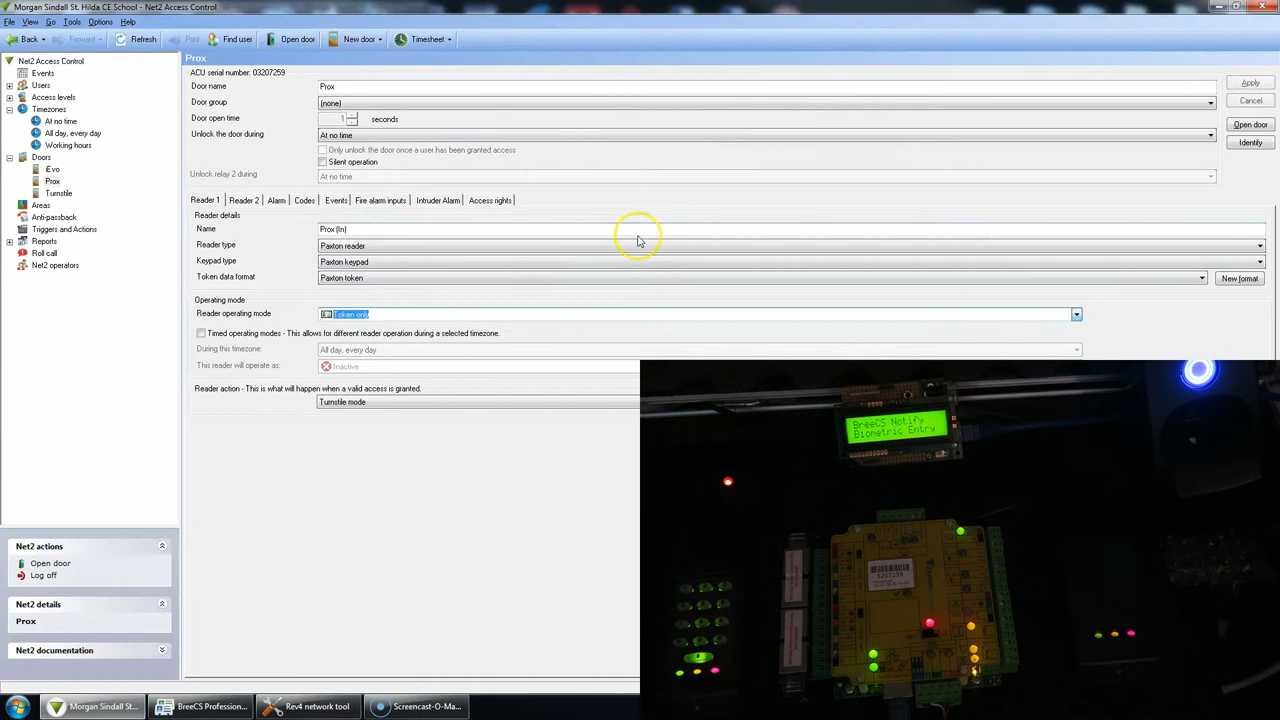 Morgan Sindall St. Hilda CE School - Net2 Access Control
File View Go Tools Options Help
Back Forward Refresh Print Find user Open door New door Timesheet
Net2 Access Control
Events
Users
Access levels
Timezones
At no time
All day, every day
Working hours
Doors
iEvo
Prox
Turnstile
Areas
Anti-passback
Triggers and Actions
Reports
Roll call
Net2 operators
Net2 actions
Open door
Log off
Net2 details
Prox
Net2 documentation
Prox
ACU serial number: 03207259
Door name Prox
Door group (none)
Door open time 1 seconds
Unlock the door during At no time
Only unlock the door once a user has been granted access
Silent operation
Unlock relay 2 during At no time
Apply
Cancel
Open door
Identify
Reader 1 Reader 2 Alarm Codes Events Fire alarm inputs Intruder Alarm Access rights
Reader details
Name Prox (In)
Reader type Paxton reader
Keypad type Paxton keypad
Token data format Paxton token New format
Operating mode
Reader operating mode Token only
Timed operating modes - This allows for different reader operation during a selected timezone.
During this timezone: All day, every day
This reader will operate as: Inactive
Reader action - This is what will happen when a valid access is granted.
Turnstile mode
BreeCS Notify
Biometric Entry
3207259
Morgan Sindall St... BreeCS Profession... Rev4 network tool Screencast-O-Ma...